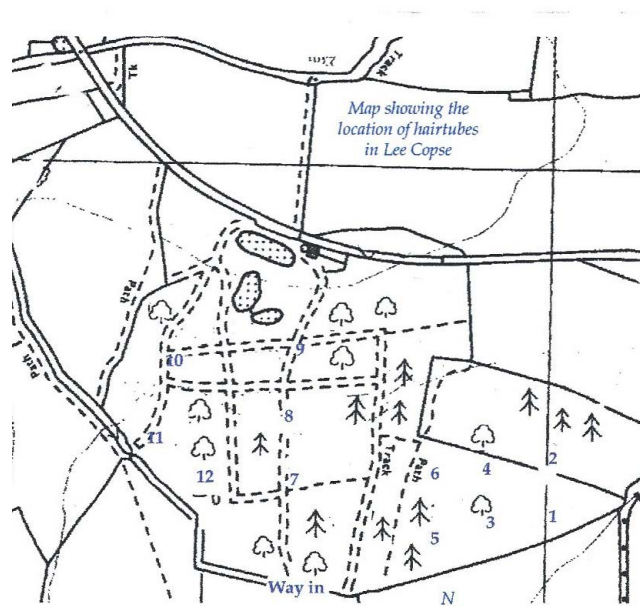 Track
Tk
Map showing the
location of hairtubes
in Lee Copse
Path
Path
10
9
11
8
12
7
6
4
2
Track
Path
5
3
1
Way in
N